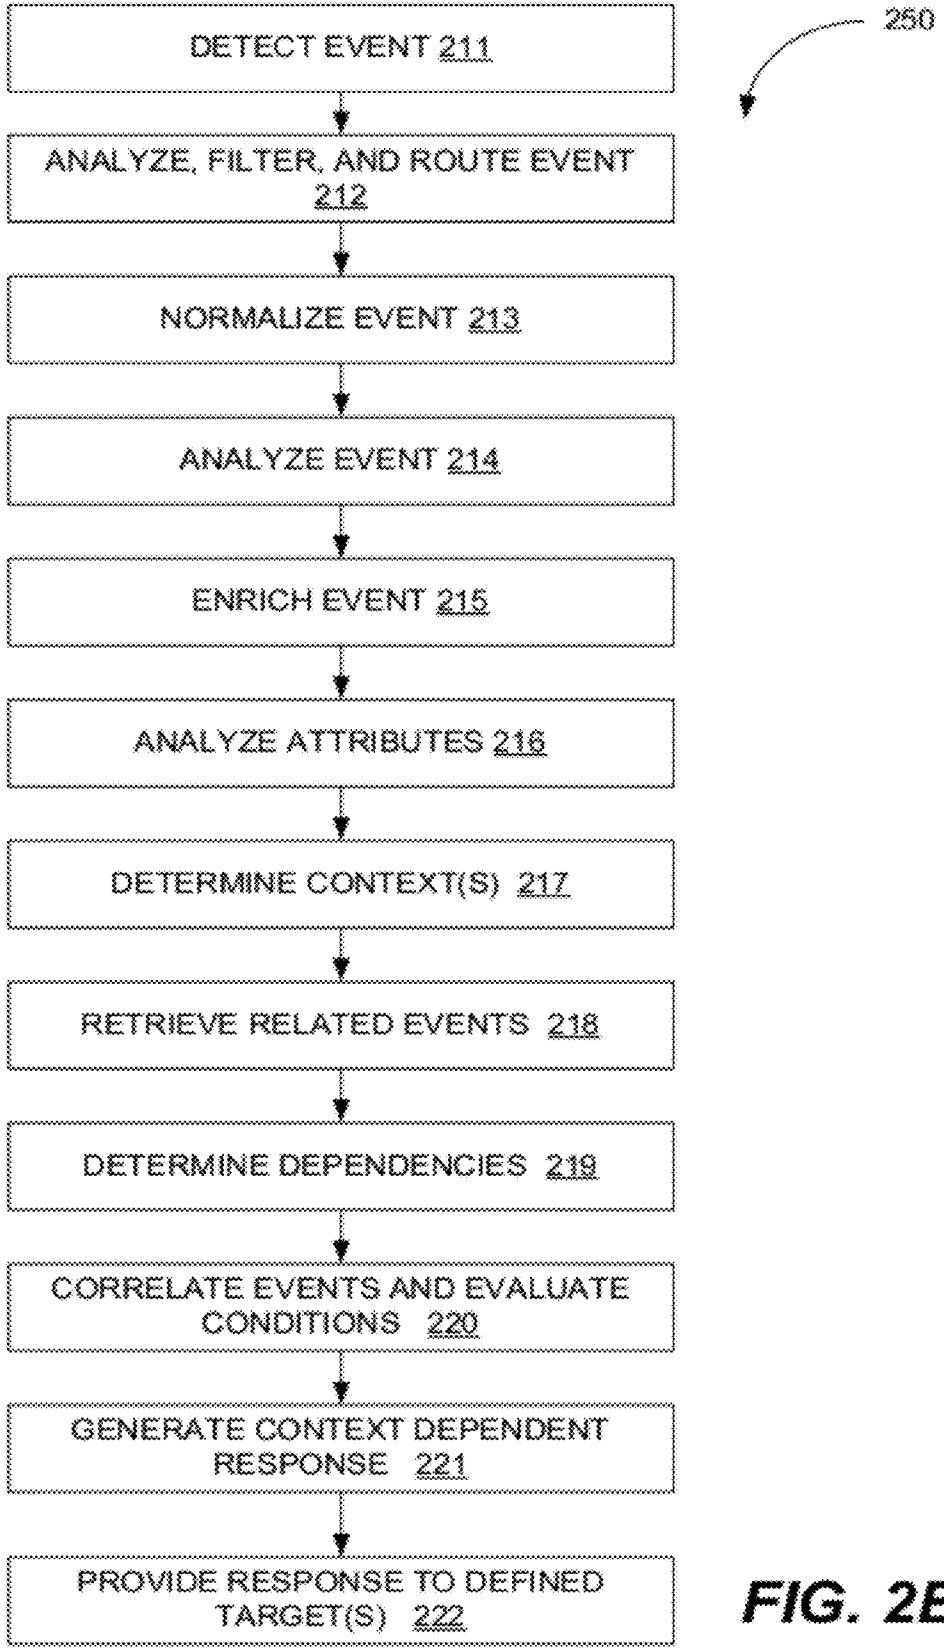 DETECT EVENT 211
250
ANALYZE, FILTER, AND ROUTE EVENT
212
NORMALIZE EVENT 213
ANALYZE EVENT 214
ENRICH EVENT 215
ANALYZE ATTRIBUTES 216
DETERMINE CONTEXT(S) 217
RETRIEVE RELATED EVENTS 218
DETERMINE DEPENDENCIES 219
CORRELATE EVENTS AND EVALUATE
CONDITIONS 220
GENERATE CONTEXT DEPENDENT
RESPONSE 221
PROVIDE RESPONSE TO DEFINED
TARGET(S) 222
FIG. 2B